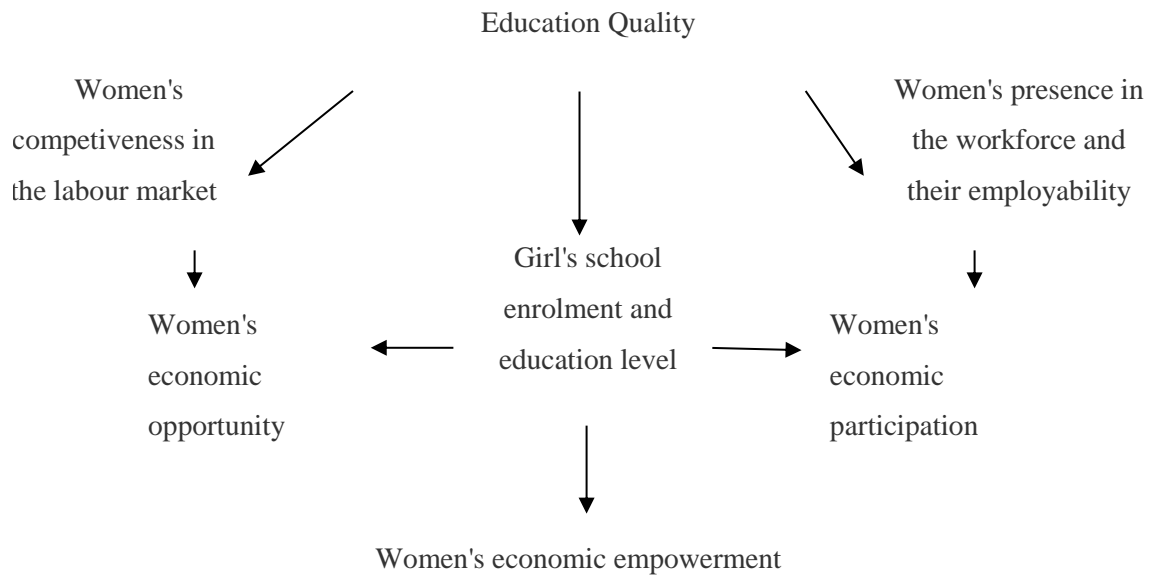 Education Quality
Women's
competiveness in
the labour market
Women's presence in
the workforce and
their employability
Girl's school
enrolment and
education level
Women's
economic
opportunity
Women's
economic
participation
Women's economic empowerment